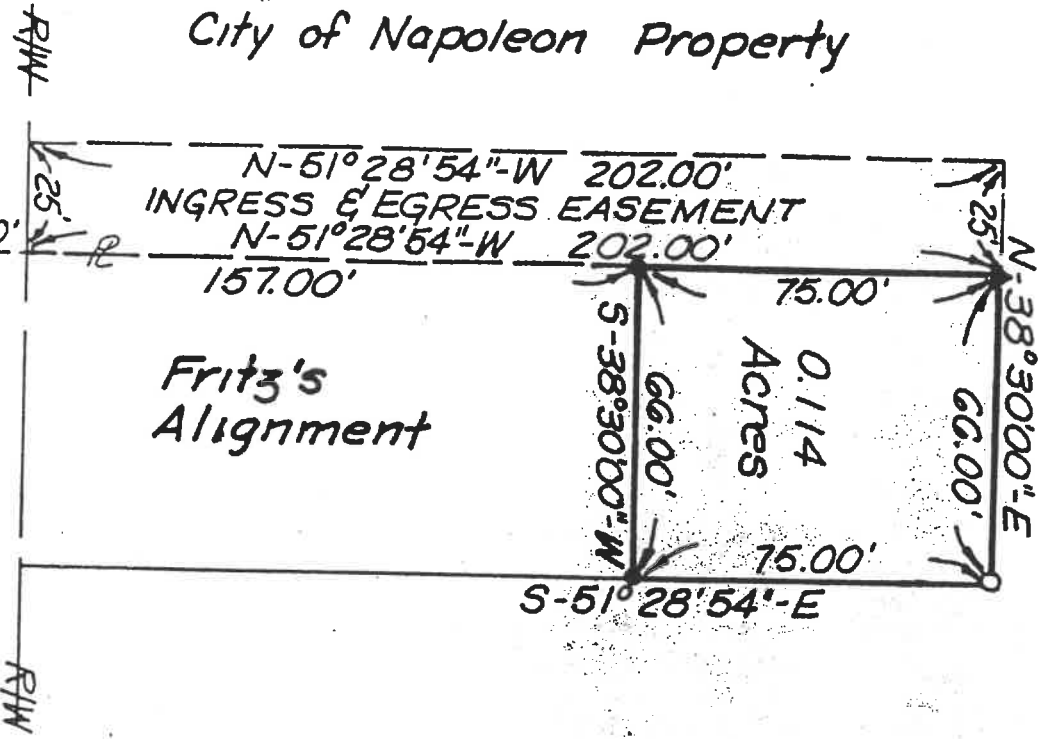 City of Napoleon Property
R/W
N-51°28'54"-W 202.00'
25'
INGRESS & EGRESS EASEMENT
25'
N-51°28'54"-W 202.00'
157.00'
75.00'
N-38°30'00"-E
66.00'
Fritz's
Alignment
S-38°30'00"-W
66.00'
0.114
Acres
75.00'
S-51°28'54"-E
R/W